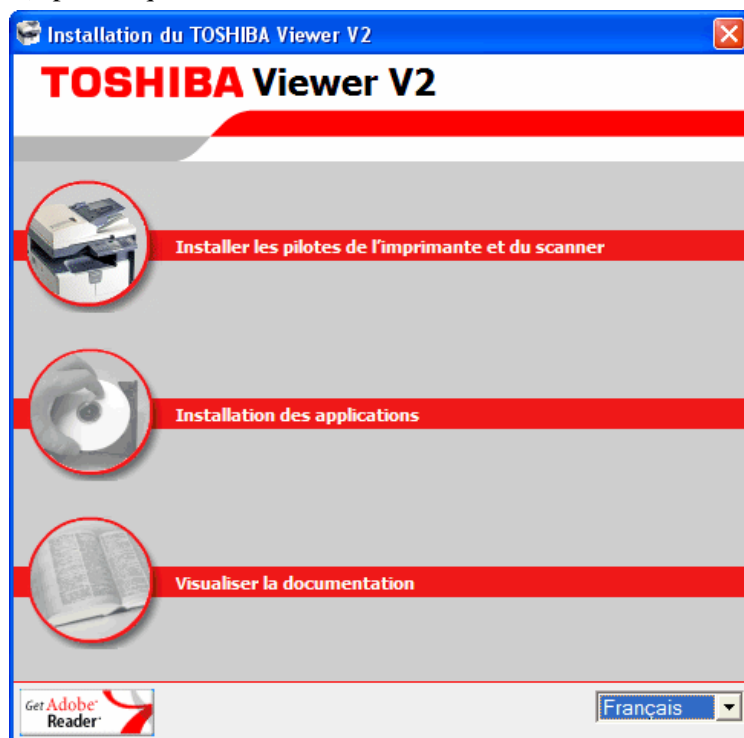 Installation du TOSHIBA Viewer V2
TOSHIBA Viewer V2
Installer les pilotes de l'imprimante et du scanner
Installation des applications
Visualiser la documentation
Get Adobe
Reader
Français